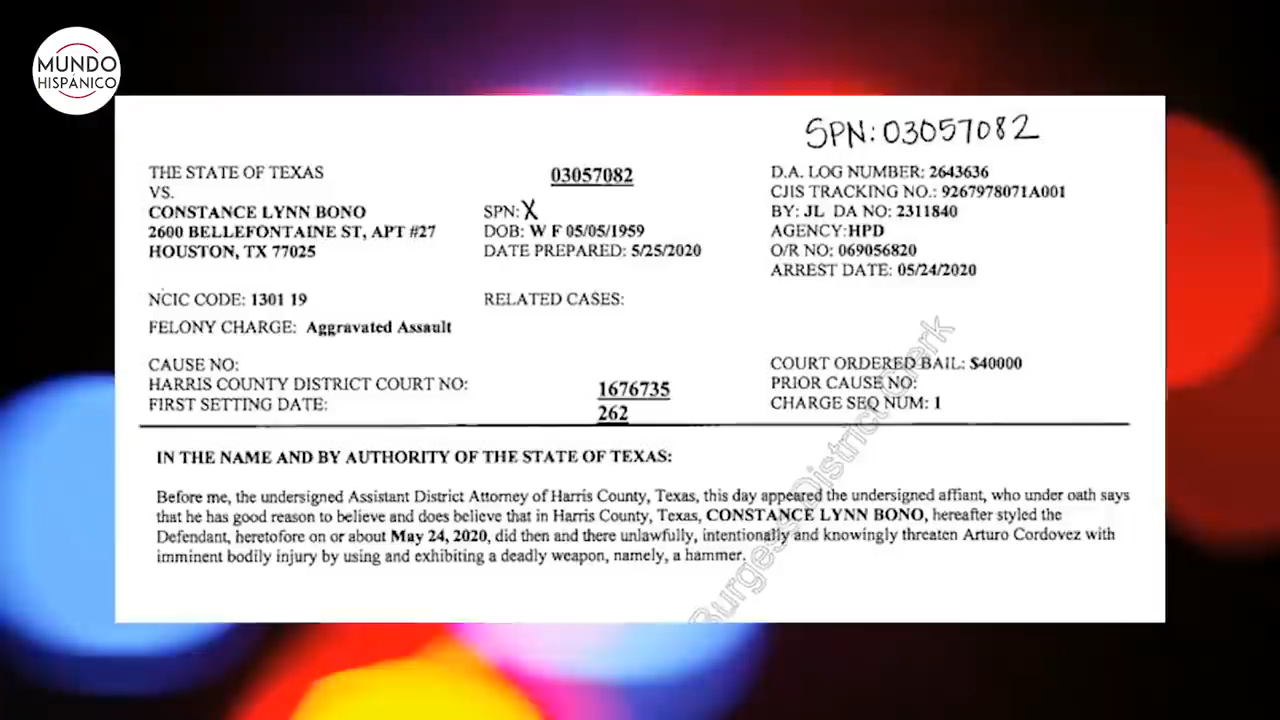 MUNDO
HISPÁNICO
SPN: 03057082
THE STATE OF TEXAS
VS.
CONSTANCE LYNN BONO
2600 BELLEFONTAINE ST, APT #27
HOUSTON, TX 77025
03057082
SPN: X
DOB: W F 05/05/1959
DATE PREPARED: 5/25/2020
D.A. LOG NUMBER: 2643636
CJIS TRACKING NO.: 9267978071A001
BY: JL DA NO: 2311840
AGENCY:HPD
O/R NO: 069056820
ARREST DATE: 05/24/2020
NCIC CODE: 1301 19
RELATED CASES:
FELONY CHARGE: Aggravated Assault
CAUSE NO:
HARRIS COUNTY DISTRICT COURT NO:
FIRST SETTING DATE:
1676735
262
COURT ORDERED BAIL: $40000
PRIOR CAUSE NO:
CHARGE SEQ NUM: 1
IN THE NAME AND BY AUTHORITY OF THE STATE OF TEXAS:
Before me, the undersigned Assistant District Attorney of Harris County, Texas, this day appeared the undersigned affiant, who under oath says
that he has good reason to believe and does believe that in Harris County, Texas, CONSTANCE LYNN BONO, hereafter styled the
Defendant, heretofore on or about May 24, 2020, did then and there unlawfully, intentionally and knowingly threaten Arturo Cordovez with
imminent bodily injury by using and exhibiting a deadly weapon, namely, a hammer.
Burgess District Clerk